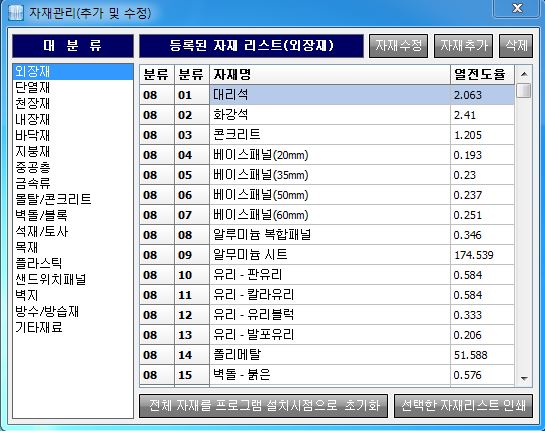 자재관리(추가 및 수정)
대 분 류
등록된 자재 리스트(외장재)
자재수정
자재추가
삭제
외장재
단열재
천장재
내장재
바닥재
지붕재
중공층
금속류
몰탈/콘크리트
벽돌/블록
석재/토사
목재
플라스틱
샌드위치패널
벽지
방수/방습재
기타재료
분류 분류 자재명 열전도율
08 01 대리석 2.063
08 02 화강석 2.41
08 03 콘크리트 1.205
08 04 베이스패널(20mm) 0.193
08 05 베이스패널(35mm) 0.23
08 06 베이스패널(50mm) 0.237
08 07 베이스패널(60mm) 0.251
08 08 알루미늄 복합패널 0.346
08 09 알무미늄 시트 174.539
08 10 유리 - 판유리 0.584
08 11 유리 - 칼라유리 0.584
08 12 유리 - 유리블럭 0.333
08 13 유리 - 발포유리 0.206
08 14 폴리메탈 51.588
08 15 벽돌 - 붉은 0.576
전체 자재를 프로그램 설치시점으로 초기화
선택한 자재리스트 인쇄